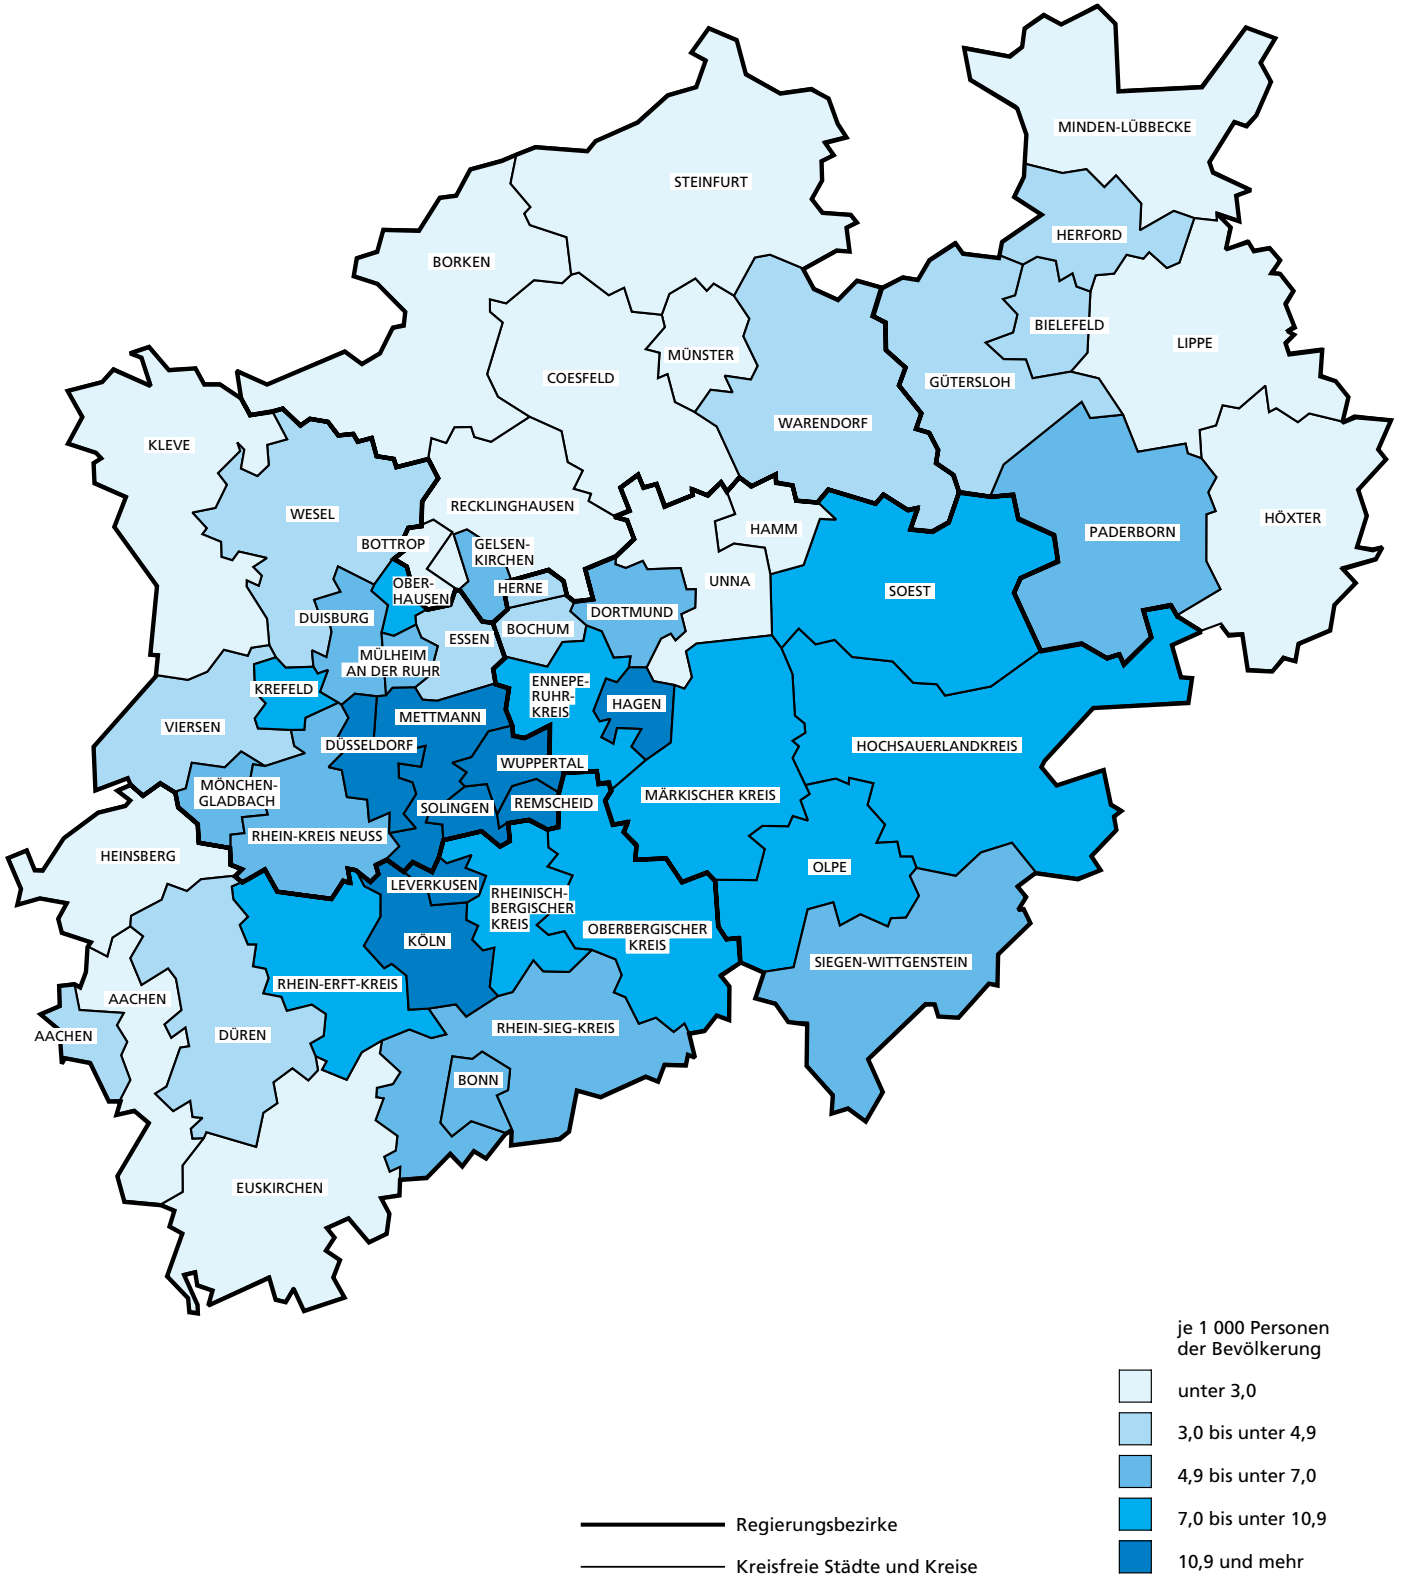 MINDEN-LÜBBECKE
STEINFURT
HERFORD
BORKEN
BIELEFELD
LIPPE
MÜNSTER
COESFELD
GÜTERSLOH
WARENDORF
KLEVE
RECKLINGHAUSEN
WESEL
HÖXTER
HAMM
PADERBORN
BOTTROP
GELSEN-
KIRCHEN
UNNA
OBER-
HAUSEN
HERNE
SOEST
DORTMUND
DUISBURG
BOCHUM
ESSEN
MÜLHEIM
AN DER RUHR
ENNEPE-
RUHR-
KREIS
KREFELD
HAGEN
METTMANN
VIERSEN
DÜSSELDORF
HOCHSAUERLANDKREIS
WUPPERTAL
MÖNCHEN-
GLADBACH
MÄRKISCHER KREIS
REMSCHEID
SOLINGEN
RHEIN-KREIS NEUSS
HEINSBERG
OLPE
LEVERKUSEN
RHEINISCH-
BERGISCHER
KREIS
OBERBERGISCHER
KREIS
KÖLN
SIEGEN-WITTGENSTEIN
RHEIN-ERFT-KREIS
AACHEN
RHEIN-SIEG-KREIS
AACHEN
DÜREN
BONN
EUSKIRCHEN
je 1 000 Personen
der Bevölkerung
unter 3,0
3,0 bis unter 4,9
4,9 bis unter 7,0
7,0 bis unter 10,9
10,9 und mehr
Regierungsbezirke
Kreisfreie Städte und Kreise